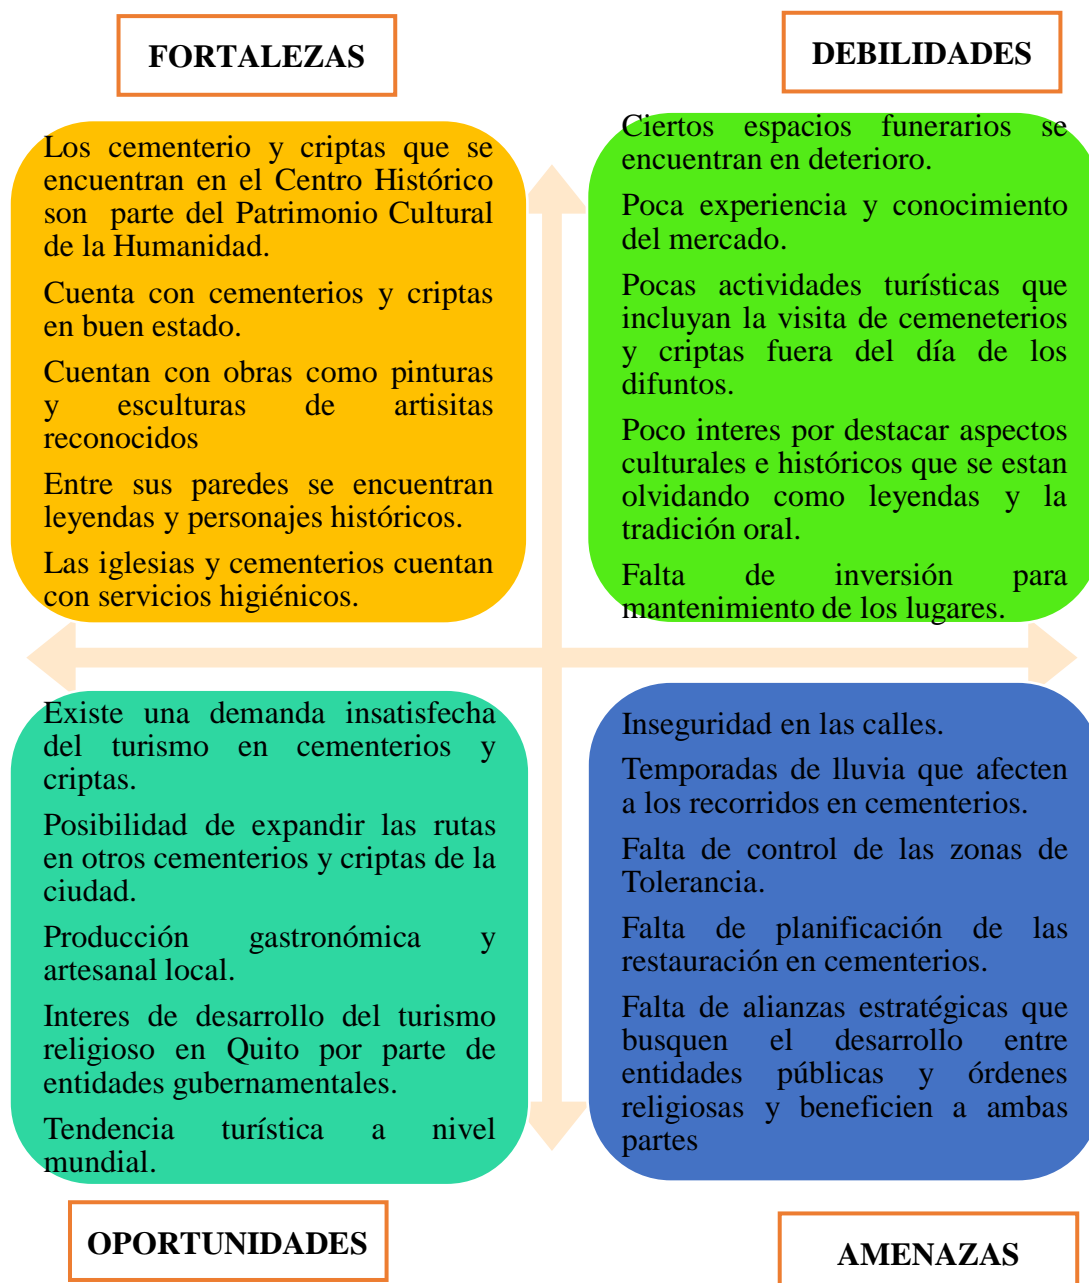 FORTALEZAS
Los cementerio y criptas que se
encuentran en el Centro Histórico
son parte del Patrimonio Cultural
de la Humanidad.
Cuenta con cementerios y criptas
en buen estado.
Cuentan con obras como pinturas
y esculturas de artisitas
reconocidos
Entre sus paredes se encuentran
leyendas y personajes históricos.
Las iglesias y cementerios cuentan
con servicios higiénicos.
DEBILIDADES
Ciertos espacios funerarios se
encuentran en deterioro.
Poca experiencia y conocimiento
del mercado.
Pocas actividades turísticas que
incluyan la visita de cemeneterios
y criptas fuera del día de los
difuntos.
Poco interes por destacar aspectos
culturales e históricos que se estan
olvidando como leyendas y la
tradición oral.
Falta de inversión para
mantenimiento de los lugares.
Existe una demanda insatisfecha
del turismo en cementerios y
criptas.
Posibilidad de expandir las rutas
en otros cementerios y criptas de la
ciudad.
Producción gastronómica y
artesanal local.
Interes de desarrollo del turismo
religioso en Quito por parte de
entidades gubernamentales.
Tendencia turística a nivel
mundial.
OPORTUNIDADES
Inseguridad en las calles.
Temporadas de lluvia que afecten
a los recorridos en cementerios.
Falta de control de las zonas de
Tolerancia.
Falta de planificación de las
restauración en cementerios.
Falta de alianzas estratégicas que
busquen el desarrollo entre
entidades públicas y órdenes
religiosas y beneficien a ambas
partes
AMENAZAS